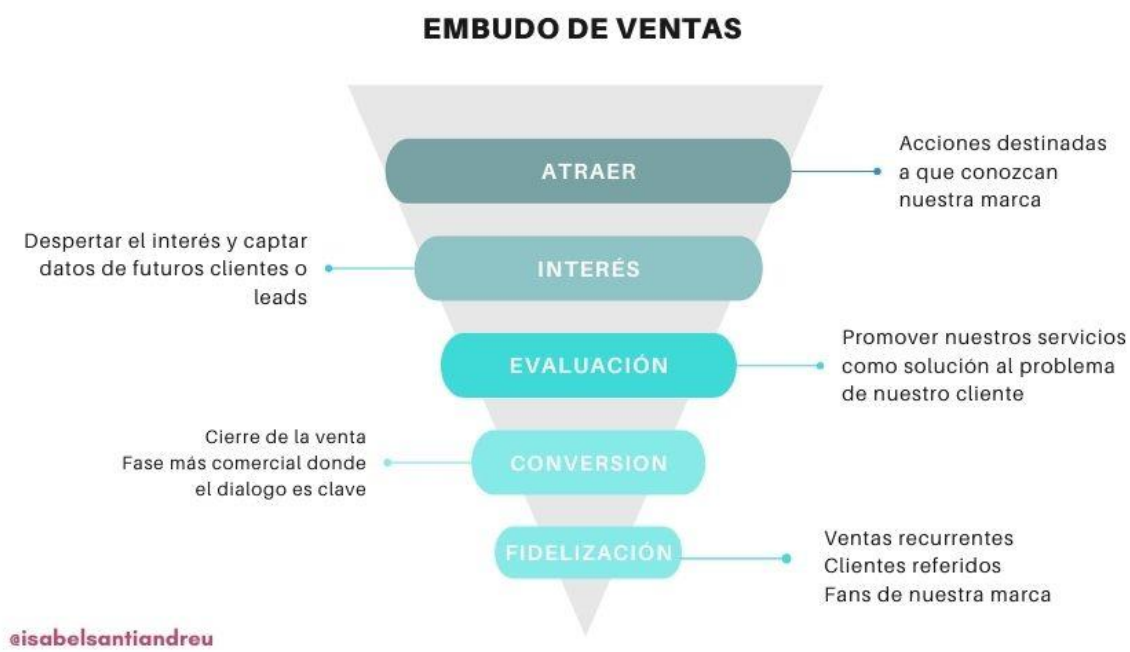 EMBUDO DE VENTAS
ATRAER
Acciones destinadas
a que conozcan
nuestra marca
Despertar el interés y captar
datos de futuros clientes o
leads
INTERÉS
EVALUACIÓN
Promover nuestros servicios
como solución al problema
de nuestro cliente
Cierre de la venta
Fase más comercial donde
el dialogo es clave
CONVERSION
FIDELIZACIÓN
Ventas recurrentes
Clientes referidos
Fans de nuestra marca
@isabelsantiandreu